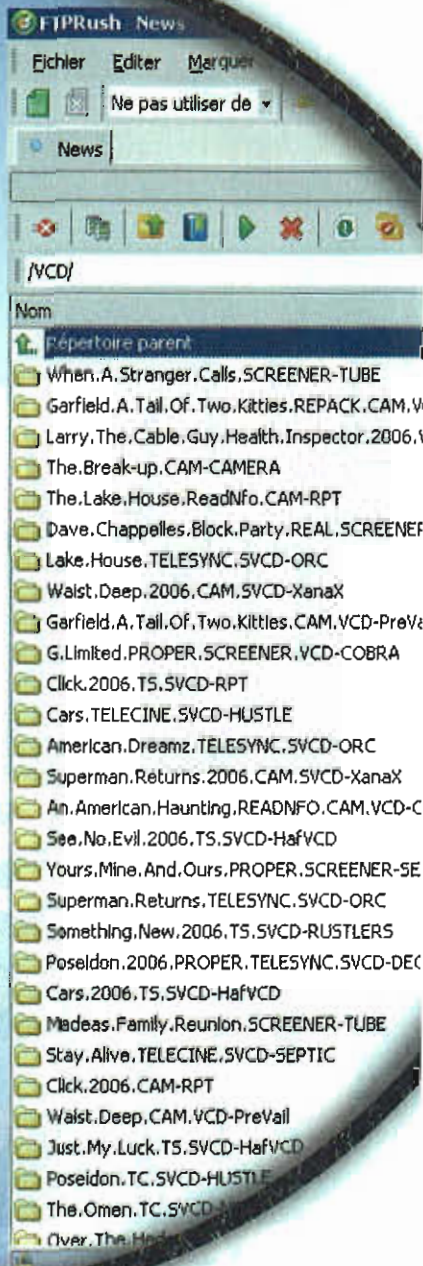 FTPRush News
Fichier Editer Marquer
Ne pas utiliser de
News
/VCD/
Nom
Répertoire parent
When.A.Stranger.Calls.SCREENER-TUBE
Garfield.A.Tail.Of.Two.Kitties.REPACK.CAM.V
Larry.The.Cable.Guy.Health.Inspector.2006.V
The.Break-up.CAM-CAMERA
The.Lake.House.ReadNfo.CAM-RPT
Dave.Chappelles.Block.Party.REAL.SCREENER
Lake.House.TELESYNC.SVCD-ORC
Waist.Deep.2006.CAM.SVCD-XanaX
Garfield.A.Tail.Of.Two.Kitties.CAM.VCD-PreVa
G.Limited.PROPER.SCREENER.VCD-COBRA
Click.2006.TS.SVCD-RPT
Cars.TELECINE.SVCD-HUSTLE
American.Dreamz.TELESYNC.SVCD-ORC
Superman.Returns.2006.CAM.SVCD-XanaX
An.American.Haunting.READNFO.CAM.VCD-C
See.No.Evil.2006.TS.SVCD-HafVCD
Yours.Mine.And.Ours.PROPER.SCREENER-SE
Superman.Returns.TELESYNC.SVCD-ORC
Something.New.2006.TS.SVCD-RUSTLERS
Poseidon.2006.PROPER.TELESYNC.SVCD-DEC
Cars.2006.TS.SVCD-HafVCD
Madeas.Family.Reunion.SCREENER-TUBE
Stay.Alive.TELECINE.SVCD-SEPTIC
Click.2006.CAM-RPT
Waist.Deep.CAM.VCD-PreVail
Just.My.Luck.TS.SVCD-HafVCD
Poseidon.TC.SVCD-HUSTLE
The.Omen.TC.SVCD
Over.The.Hedge